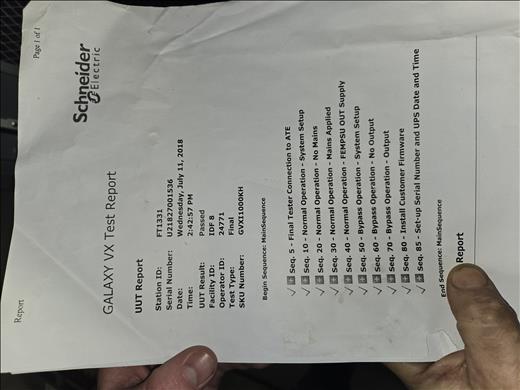 Report
Page 1 of 1
Schneider
Electric
GALAXY VX Test Report
UUT Report
Station ID: FT1331
Serial Number: U21827001536
Date: Wednesday, July 11, 2018
Time: 2:42:57 PM
UUT Result: Passed
Facility ID: IDF 8
Operator ID: 24771
Test Type: Final
SKU Number: GVXI1000KH
Begin Sequence: MainSequence
Seq. 5 - Final Tester Connection to ATE
Seq. 10 - Normal Operation - System Setup
Seq. 20 - Normal Operation - No Mains
Seq. 30 - Normal Operation - Mains Applied
Seq. 40 - Normal Operation - FEMPSU OUT Supply
Seq. 50 - Bypass Operation - System Setup
Seq. 60 - Bypass Operation - No Output
Seq. 70 - Bypass Operation - Output
Seq. 80 - Install Customer Firmware
Seq. 85 - Set-up Serial Number and UPS Date and Time
End Sequence: MainSequence
Report